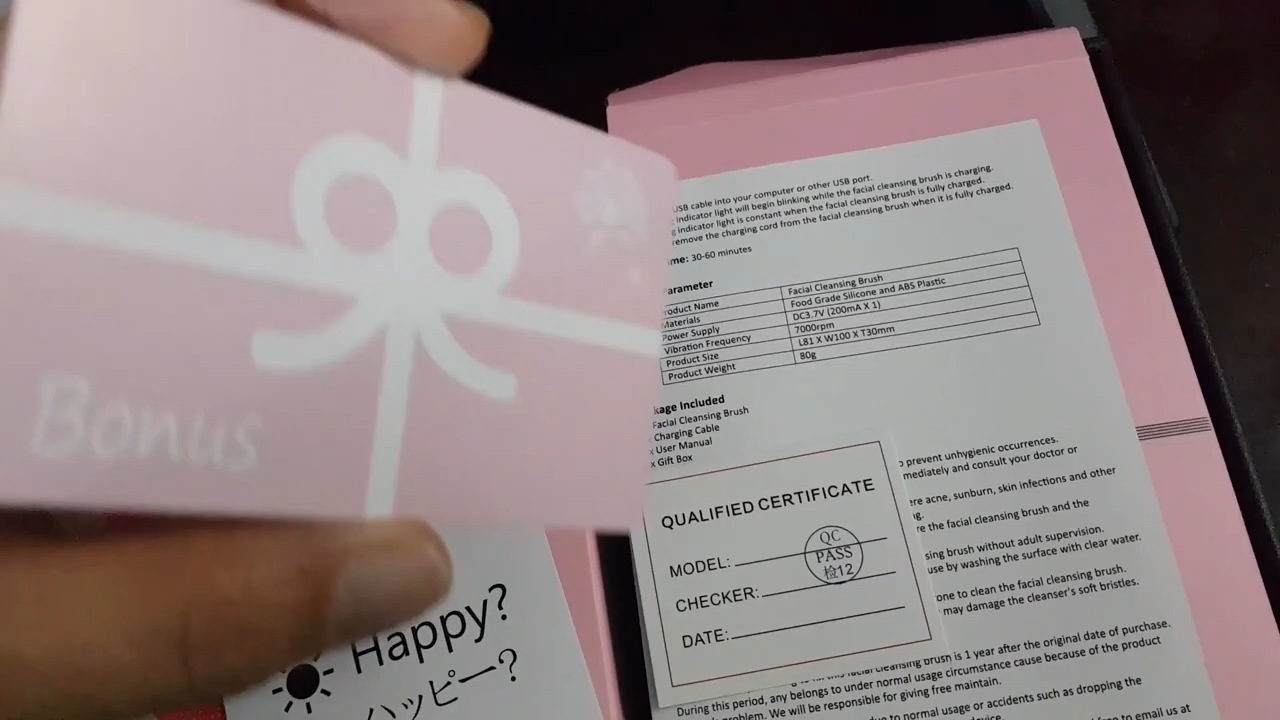 Bonus
USB cable into your computer or other USB port.
indicator light will begin blinking while the facial cleansing brush is charging.
indicator light is constant when the facial cleansing brush is fully charged.
remove the charging cord from the facial cleansing brush when it is fully charged.
me: 30-60 minutes
arameter
roduct Name Facial Cleansing Brush
Materials Food Grade Silicone and ABS Plastic
Power Supply DC3.7V (200mA X 1)
Vibration Frequency 7000rpm
Product Size L81 X W100 X T30mm
Product Weight 80g
kage Included
Facial Cleansing Brush
Charging Cable
x User Manual
x Gift Box
prevent unhygienic occurrences.
mediately and consult your doctor or
ere acne, sunburn, skin infections and other
re the facial cleansing brush and the
sing brush without adult supervision.
use by washing the surface with clear water.
one to clean the facial cleansing brush.
may damage the cleanser's soft bristles.
QUALIFIED CERTIFICATE
MODEL:
CHECKER:
DATE:
QC
PASS
检12
this facial cleansing brush is 1 year after the original date of purchase.
During this period, any belongs to under normal usage circumstance cause because of the product
problem. We will be responsible for giving free maintain.
due to normal usage or accidents such as dropping the
device.
free to email us at
Happy?
ハッピー?